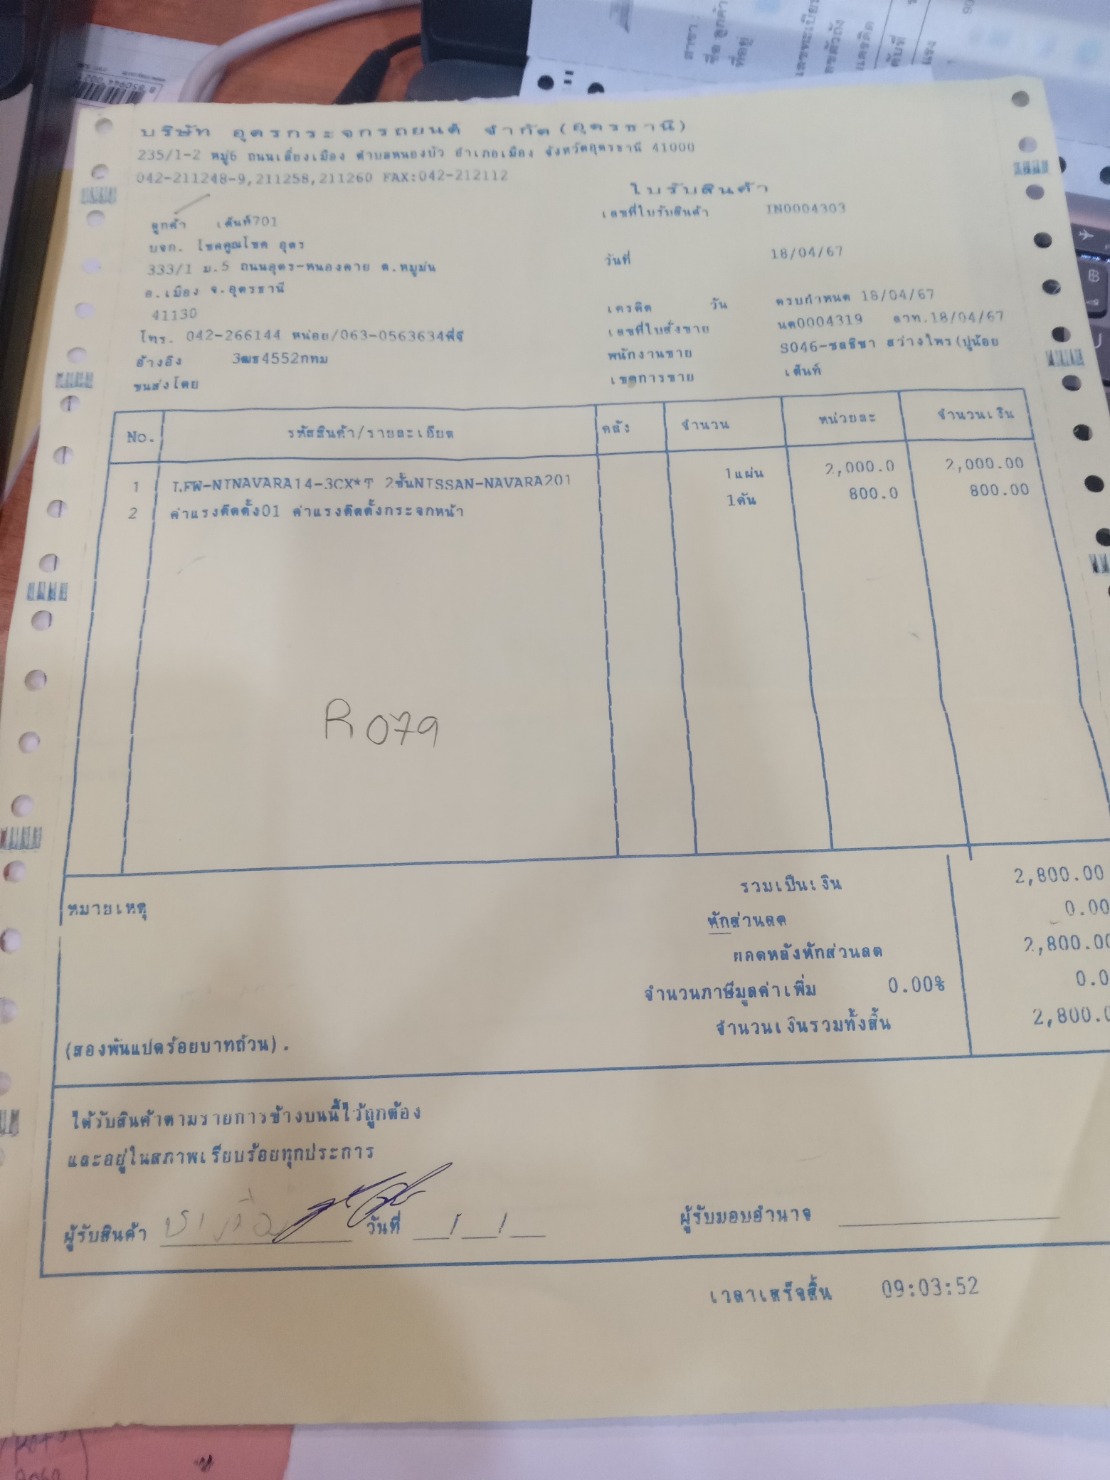 บริษัท อุดรกระจกรถยนต์ จำกัด(อุดรธานี)
235/1-2 หมู่6 ถนนเลี่ยงเมือง ตำบลหนองบัว อำเภอเมือง จังหวัดอุดรธานี 41000
042-211248-9,211258,211260 FAX:042-212112
ใบรับสินค้า
ลูกค้า เต็นท์701
เลขที่ใบรับสินค้า IN0004303
บจก. โชคคูณโชค อุดร
333/1 ม.5 ถนนอุดร-หนองคาย ต.หมูม่น
วันที่ 18/04/67
อ.เมือง จ.อุดรธานี
41130
เครดิต วัน ครบกำหนด 18/04/67
โทร. 042-266144 หน่อย/063-0563634พี่จี
เลขที่ใบสั่งขาย นค0004319 ลวท.18/04/67
อ้างอิง 3ฒธ4552กทม
พนักงานขาย S046-ชลธิชา สว่างไพร(ปูน้อย
ขนส่งโดย
เขตการขาย เต็นท์
No. รหัสสินค้า/รายละเอียด คลัง จำนวน หน่วยละ จำนวนเงิน
1 LFW-NINAVARA14-3CX*T 2ชั้นNISSAN-NAVARA201 1แผ่น 2,000.0 2,000.00
2 ค่าแรงติดตั้ง01 ค่าแรงติดตั้งกระจกหน้า 1คัน 800.0 800.00
R079
รวมเป็นเงิน 2,800.00
หมายเหตุ
หักส่วนลด 0.00
ยอดหลังหักส่วนลด 2,800.00
จำนวนภาษีมูลค่าเพิ่ม 0.00% 0.0
จำนวนเงินรวมทั้งสิ้น 2,800.0
(สองพันแปดร้อยบาทถ้วน).
ได้รับสินค้าตามรายการข้างบนนี้ไว้ถูกต้อง
และอยู่ในสภาพเรียบร้อยทุกประการ
ผู้รับสินค้า วันที่ / / ผู้รับมอบอำนาจ
เวลาเสร็จสิ้น 09:03:52